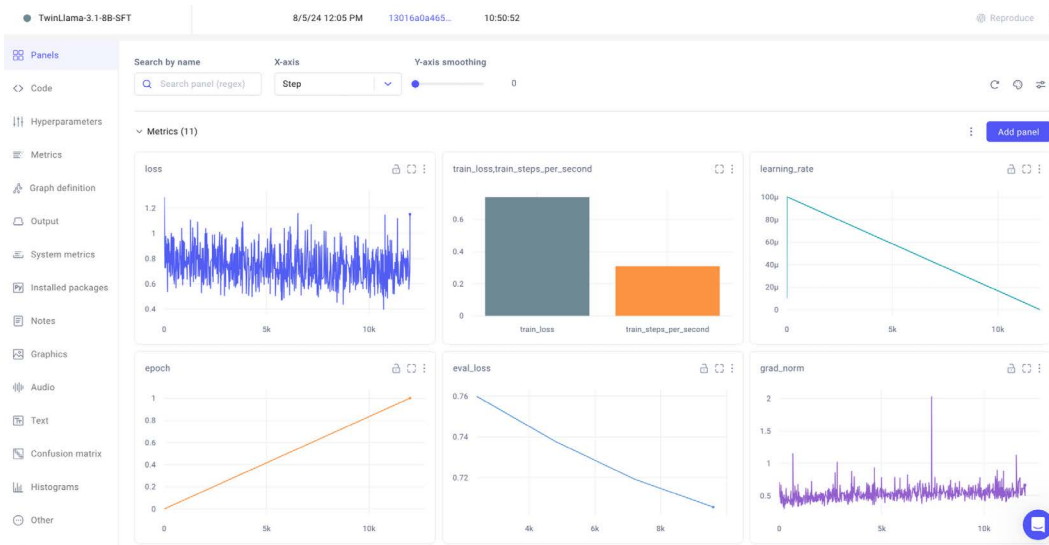 TwinLlama-3.1-8B-SFT 8/5/24 12:05 PM 13016a0a465... 10:50:52 Reproduce
Panels
Code
Hyperparameters
Metrics
Graph definition
Output
System metrics
Installed packages
Notes
Graphics
Audio
Text
Confusion matrix
Histograms
Other
Search by name X-axis Y-axis smoothing
Search panel (regex) Step 0
Metrics (11) Add panel
loss
1.2
1
0.8
0.6
0.4
0 5k 10k
train_loss,train_steps_per_second
0.6
0.4
0.2
0
train_loss train_steps_per_second
learning_rate
100μ
80μ
60μ
40μ
20μ
0
0 5k 10k
epoch
1
0.8
0.6
0.4
0.2
0
0 5k 10k
eval_loss
0.76
0.74
0.72
4k 6k 8k
grad_norm
2
1.5
1
0.5
0 5k 10k